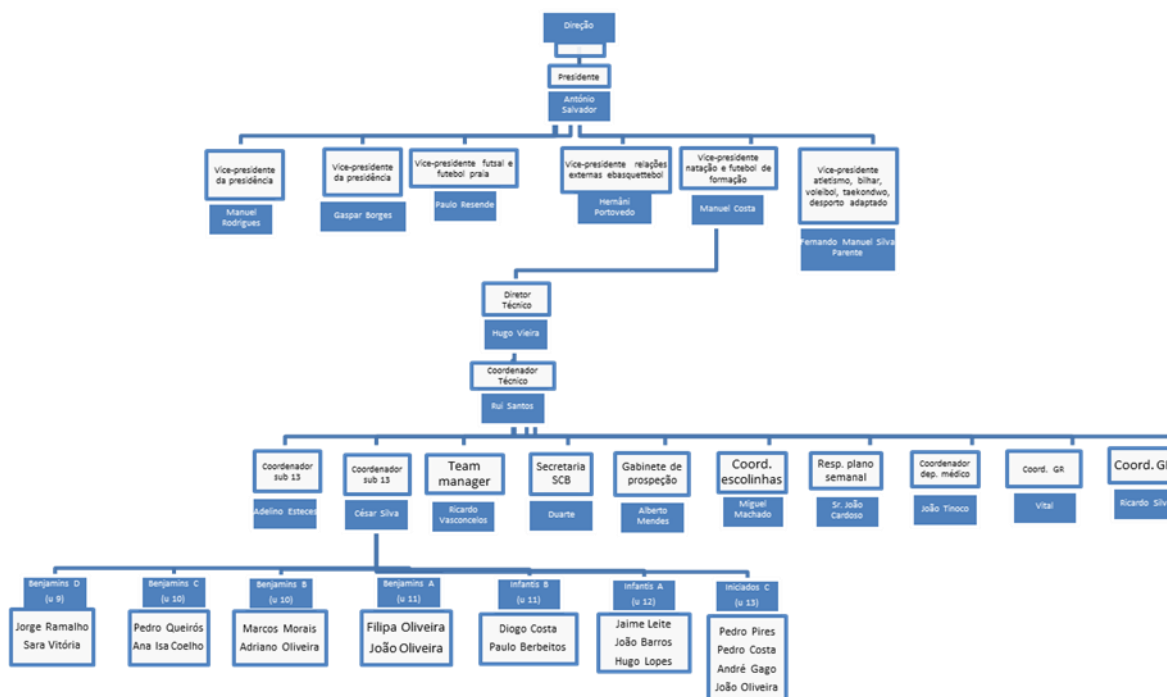 Direção
Presidente
António
Salvador
Vice-presidente
da presidência
Manuel
Rodrigues
Vice-presidente
da presidência
Gaspar Borges
Vice-presidente futsal e
futebol praia
Paulo Resende
Vice-presidente relações
externas ebasquettebol
Hernâni
Portovedo
Vice-presidente
natação e futebol de
formação
Manuel Costa
Vice-presidente
atletismo, bilhar,
voleibol, taekondwo,
desporto adaptado
Fernando Manuel Silva
Parente
Diretor
Técnico
Hugo Vieira
Coordenador
Técnico
Rui Santos
Coordenador
sub 13
Adelino Esteces
Coordenador
sub 13
César Silva
Team
manager
Ricardo
Vasconcelos
Secretaria
SCB
Duarte
Gabinete de
prospeção
Alberto
Mendes
Coord.
escolinhas
Miguel
Machado
Resp. plano
semanal
Sr. João
Cardoso
Coordenador
dep. médico
João Tinoco
Coord. GR
Vital
Coord. GR
Ricardo Silva
Benjamins D
(u 9)
Jorge Ramalho
Sara Vitória
Benjamins C
(u 10)
Pedro Queirós
Ana Isa Coelho
Benjamins B
(u 10)
Marcos Morais
Adriano Oliveira
Benjamins A
(u 11)
Filipa Oliveira
João Oliveira
Infantis B
(u 11)
Diogo Costa
Paulo Berbeitos
Infantis A
(u 12)
Jaime Leite
João Barros
Hugo Lopes
Iniciados C
(u 13)
Pedro Pires
Pedro Costa
André Gago
João Oliveira